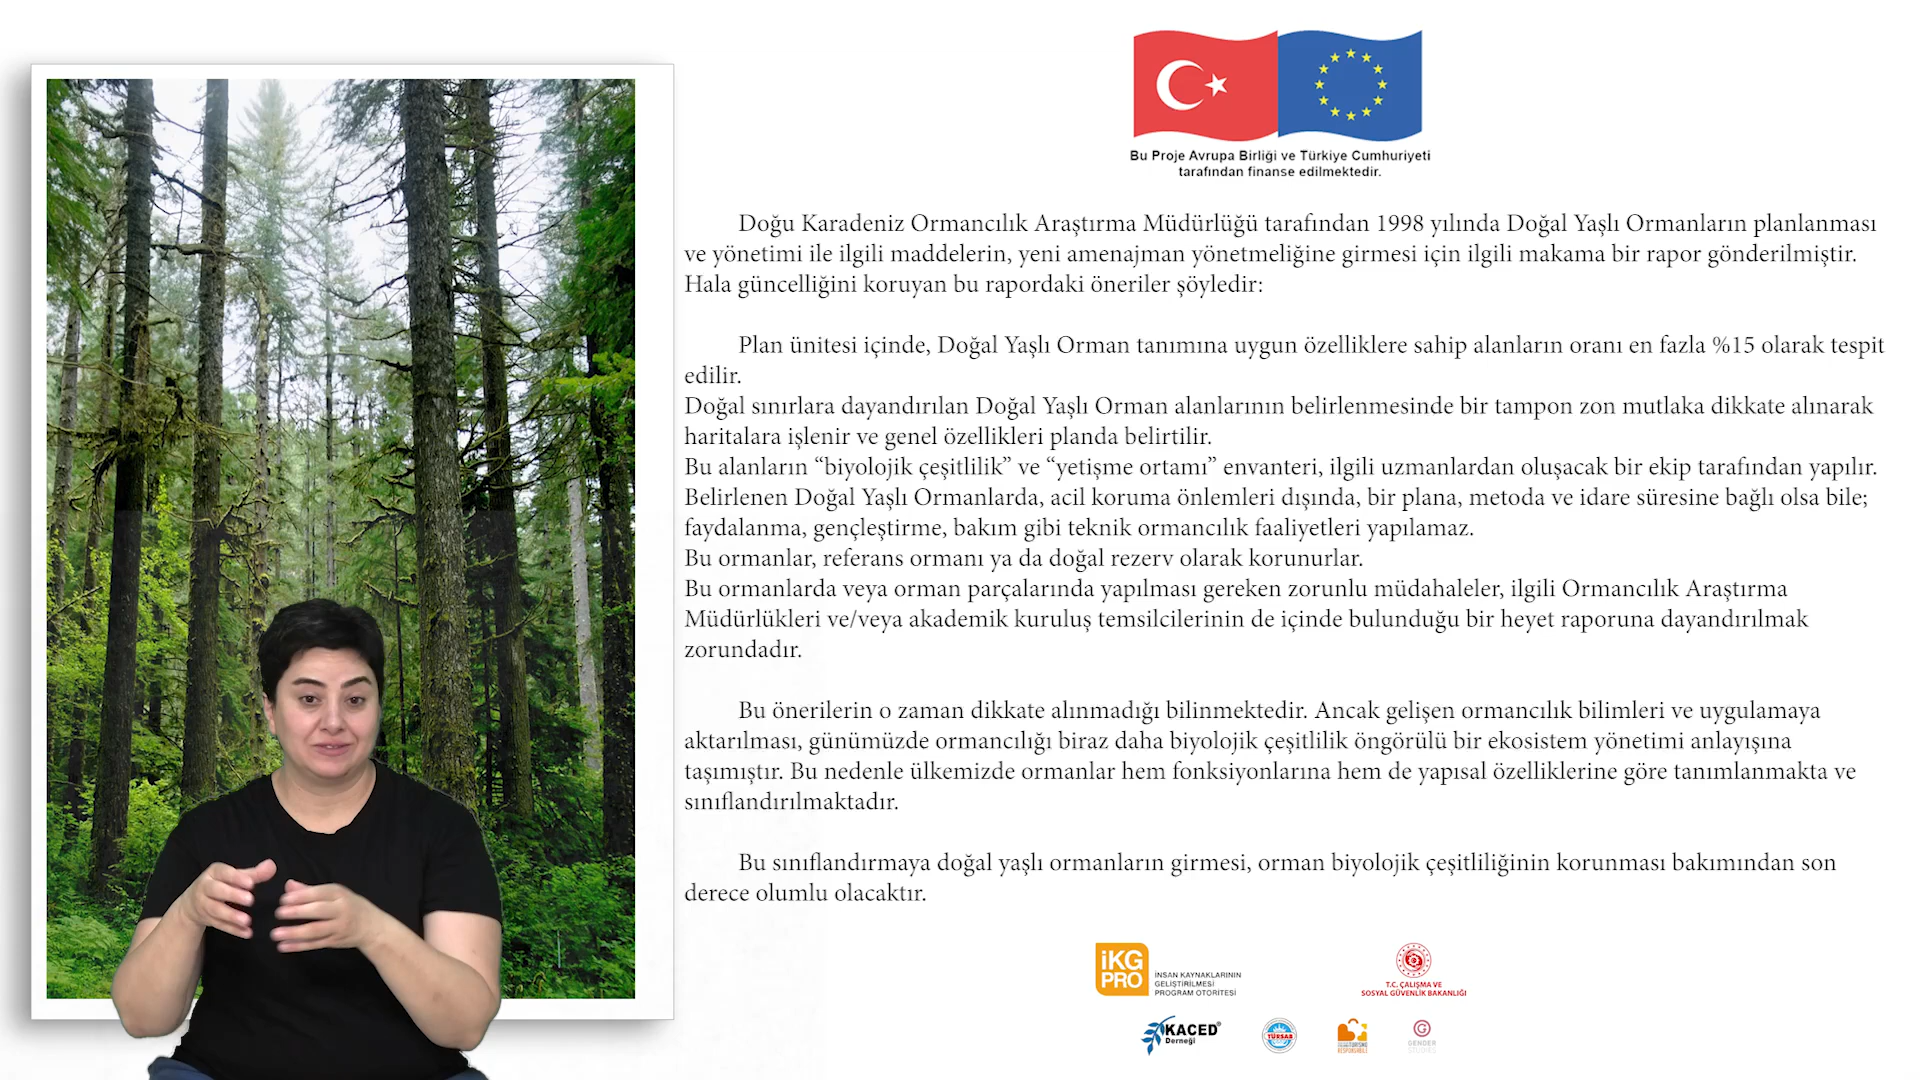 Bu Proje Avrupa Birliği ve Türkiye Cumhuriyeti
tarafından finanse edilmektedir.
Doğu Karadeniz Ormancılık Araştırma Müdürlüğü tarafından 1998 yılında Doğal Yaşlı Ormanların planlanması
ve yönetimi ile ilgili maddelerin, yeni amenajman yönetmeliğine girmesi için ilgili makama bir rapor gönderilmiştir.
Hala güncelliğini koruyan bu rapordaki öneriler şöyledir:
Plan ünitesi içinde, Doğal Yaşlı Orman tanımına uygun özelliklere sahip alanların oranı en fazla %15 olarak tespit
edilir.
Doğal sınırlara dayandırılan Doğal Yaşlı Orman alanlarının belirlenmesinde bir tampon zon mutlaka dikkate alınarak
haritalara işlenir ve genel özellikleri planda belirtilir.
Bu alanların “biyolojik çeşitlilik” ve “yetişme ortamı” envanteri, ilgili uzmanlardan oluşacak bir ekip tarafından yapılır.
Belirlenen Doğal Yaşlı Ormanlarda, acil koruma önlemleri dışında, bir plana, metoda ve idare süresine bağlı olsa bile;
faydalanma, gençleştirme, bakım gibi teknik ormancılık faaliyetleri yapılamaz.
Bu ormanlar, referans ormanı ya da doğal rezerv olarak korunurlar.
Bu ormanlarda veya orman parçalarında yapılması gereken zorunlu müdahaleler, ilgili Ormancılık Araştırma
Müdürlükleri ve/veya akademik kuruluş temsilcilerinin de içinde bulunduğu bir heyet raporuna dayandırılmak
zorundadır.
Bu önerilerin o zaman dikkate alınmadığı bilinmektedir. Ancak gelişen ormancılık bilimleri ve uygulamaya
aktarılması, günümüzde ormancılığı biraz daha biyolojik çeşitlilik öngörülü bir ekosistem yönetimi anlayışına
taşımıştır. Bu nedenle ülkemizde ormanlar hem fonksiyonlarına hem de yapısal özelliklerine göre tanımlanmakta ve
sınıflandırılmaktadır.
Bu sınıflandırmaya doğal yaşlı ormanların girmesi, orman biyolojik çeşitliliğinin korunması bakımından son
derece olumlu olacaktır.
iKG
PRO
İNSAN KAYNAKLARININ
GELİŞTİRİLMESİ
PROGRAM OTORİTESİ
T.C. ÇALIŞMA VE
SOSYAL GÜVENLİK BAKANLIĞI
KACED®
Derneği
TÜRSAB
RESPONSABILE
G
GENDER
STUDIES